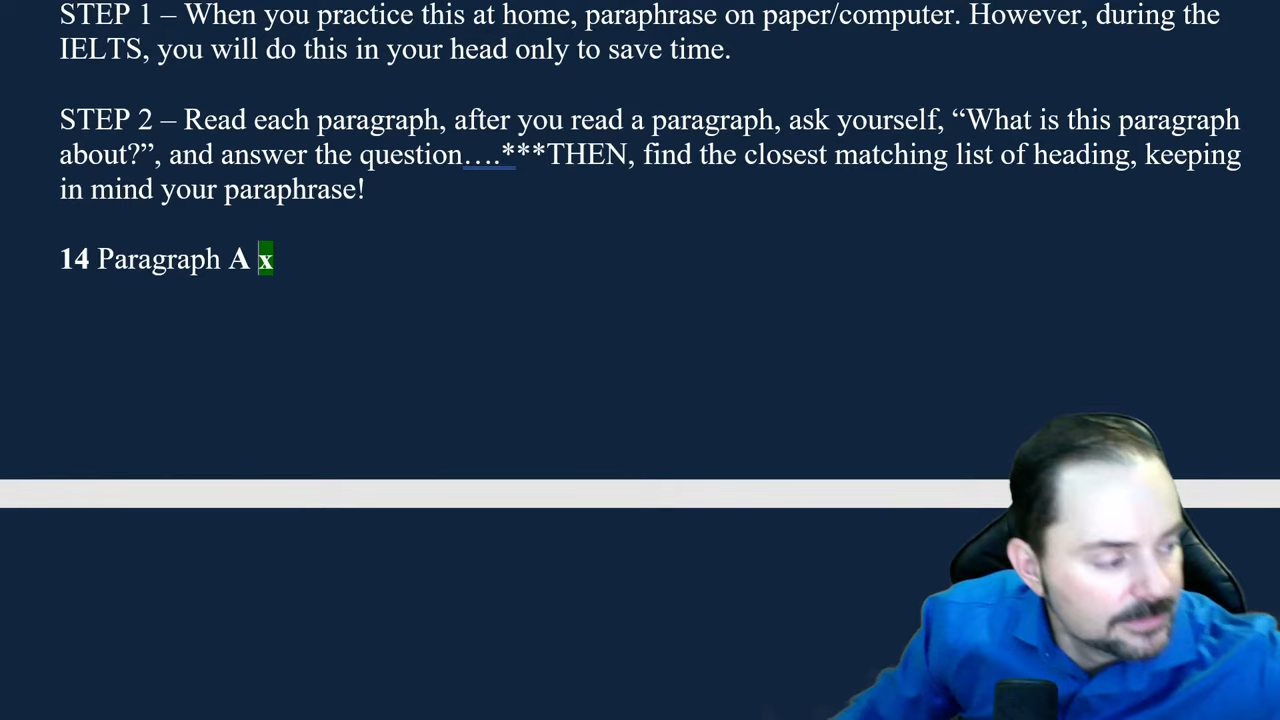 STEP 1 – When you practice this at home, paraphrase on paper/computer. However, during the
IELTS, you will do this in your head only to save time.
STEP 2 – Read each paragraph, after you read a paragraph, ask yourself, “What is this paragraph
about?”, and answer the question….***THEN, find the closest matching list of heading, keeping
in mind your paraphrase!
14 Paragraph A x